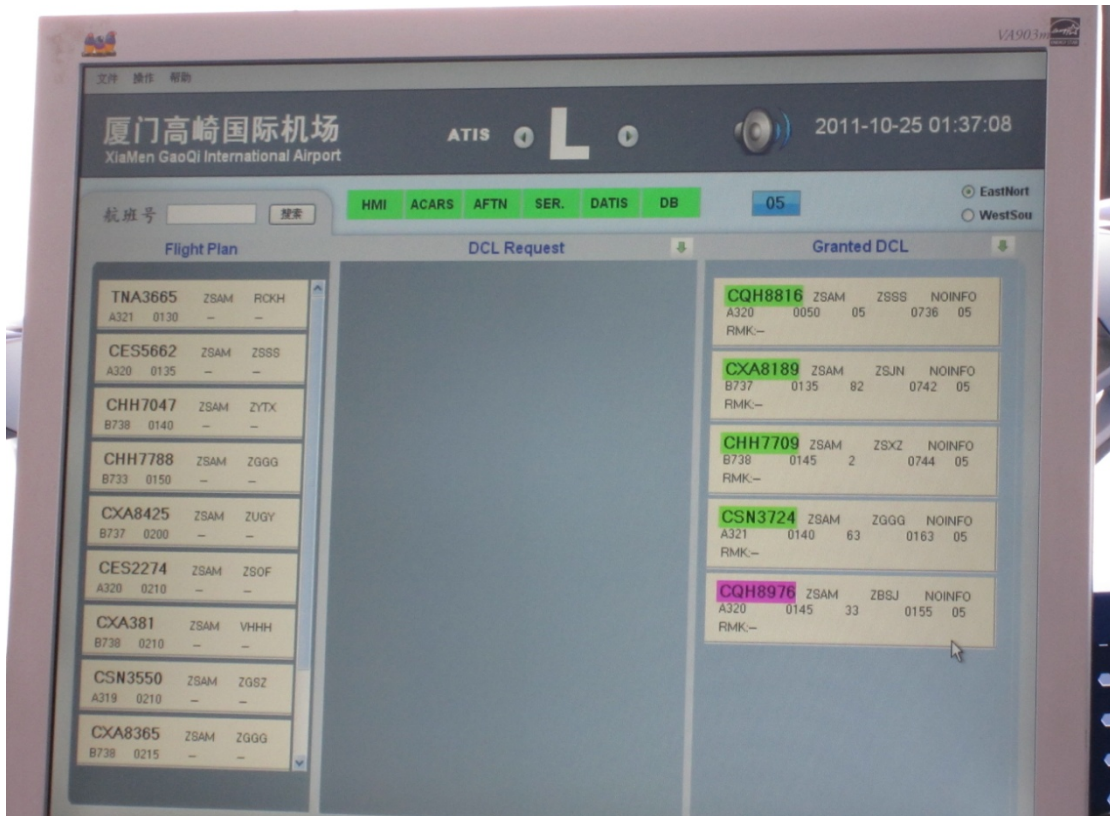 VA903m
文件 操作 帮助
厦门高崎国际机场
XiaMen GaoQi International Airport
ATIS L
2011-10-25 01:37:08
航班号 搜索
HMI ACARS AFTN SER. DATIS DB
05
EastNort
WestSou
Flight Plan
TNA3665 ZSAM RCKH
A321 0130 – –
CES5662 ZSAM ZSSS
A320 0135 – –
CHH7047 ZSAM ZYTX
B738 0140 – –
CHH7788 ZSAM ZGGG
B733 0150 – –
CXA8425 ZSAM ZUGY
B737 0200 – –
CES2274 ZSAM ZSOF
A320 0210 – –
CXA381 ZSAM VHHH
B738 0210 – –
CSN3550 ZSAM ZGSZ
A319 0210 – –
CXA8365 ZSAM ZGGG
B738 0215 – –
DCL Request
Granted DCL
CQH8816 ZSAM ZSSS NOINFO
A320 0050 05 0736 05
RMK:–
CXA8189 ZSAM ZSJN NOINFO
B737 0135 82 0742 05
RMK:–
CHH7709 ZSAM ZSXZ NOINFO
B738 0145 2 0744 05
RMK:–
CSN3724 ZSAM ZGGG NOINFO
A321 0140 63 0163 05
RMK:–
CQH8976 ZSAM ZBSJ NOINFO
A320 0145 33 0155 05
RMK:–